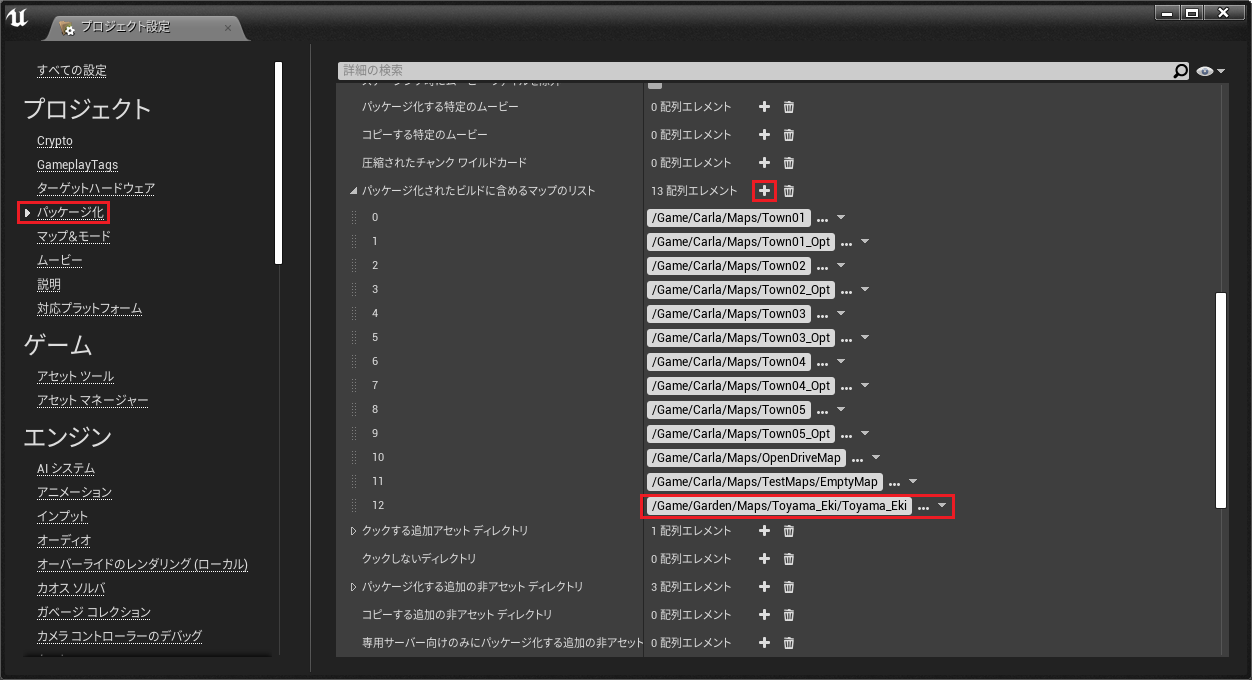 プロジェクト設定
すべての設定
プロジェクト
Crypto
GameplayTags
ターゲットハードウェア
パッケージ化
マップ&モード
ムービー
説明
対応プラットフォーム
ゲーム
アセット ツール
アセット マネージャー
エンジン
AI システム
アニメーション
インプット
オーディオ
オーバーライドのレンダリング (ローカル)
カオス ソルバ
ガベージ コレクション
カメラ コントローラーのデバッグ
詳細の検索
パッケージ化する特定のムービー 0 配列エレメント
コピーする特定のムービー 0 配列エレメント
圧縮されたチャンク ワイルドカード 0 配列エレメント
パッケージ化されたビルドに含めるマップのリスト 13 配列エレメント
0 /Game/Carla/Maps/Town01
1 /Game/Carla/Maps/Town01_Opt
2 /Game/Carla/Maps/Town02
3 /Game/Carla/Maps/Town02_Opt
4 /Game/Carla/Maps/Town03
5 /Game/Carla/Maps/Town03_Opt
6 /Game/Carla/Maps/Town04
7 /Game/Carla/Maps/Town04_Opt
8 /Game/Carla/Maps/Town05
9 /Game/Carla/Maps/Town05_Opt
10 /Game/Carla/Maps/OpenDriveMap
11 /Game/Carla/Maps/TestMaps/EmptyMap
12 /Game/Garden/Maps/Toyama_Eki/Toyama_Eki
クックする追加アセット ディレクトリ 1 配列エレメント
クックしないディレクトリ 0 配列エレメント
パッケージ化する追加の非アセット ディレクトリ 3 配列エレメント
コピーする追加の非アセット ディレクトリ 0 配列エレメント
専用サーバー向けのみにパッケージ化する追加の非アセット 0 配列エレメント